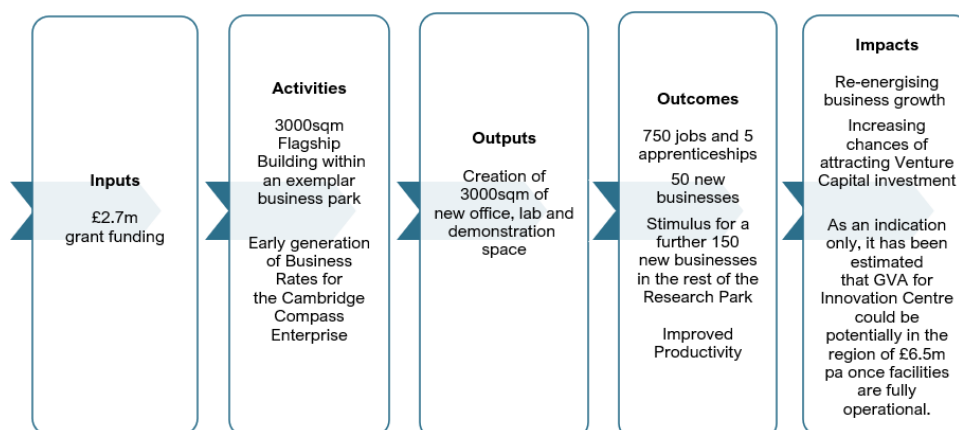 Inputs
£2.7m
grant funding
Activities
3000sqm
Flagship
Building within
an exemplar
business park
Early generation
of Business
Rates for
the Cambridge
Compass
Enterprise
Outputs
Creation of
3000sqm of
new office, lab and
demonstration
space
Outcomes
750 jobs and 5
apprenticeships
50 new
businesses
Stimulus for a
further 150
new businesses
in the rest of the
Research Park
Improved
Productivity
Impacts
Re-energising
business growth
Increasing
chances of
attracting Venture
Capital investment
As an indication
only, it has been
estimated
that GVA for
Innovation Centre
could be
potentially in the
region of £6.5m
pa once facilities
are fully
operational.